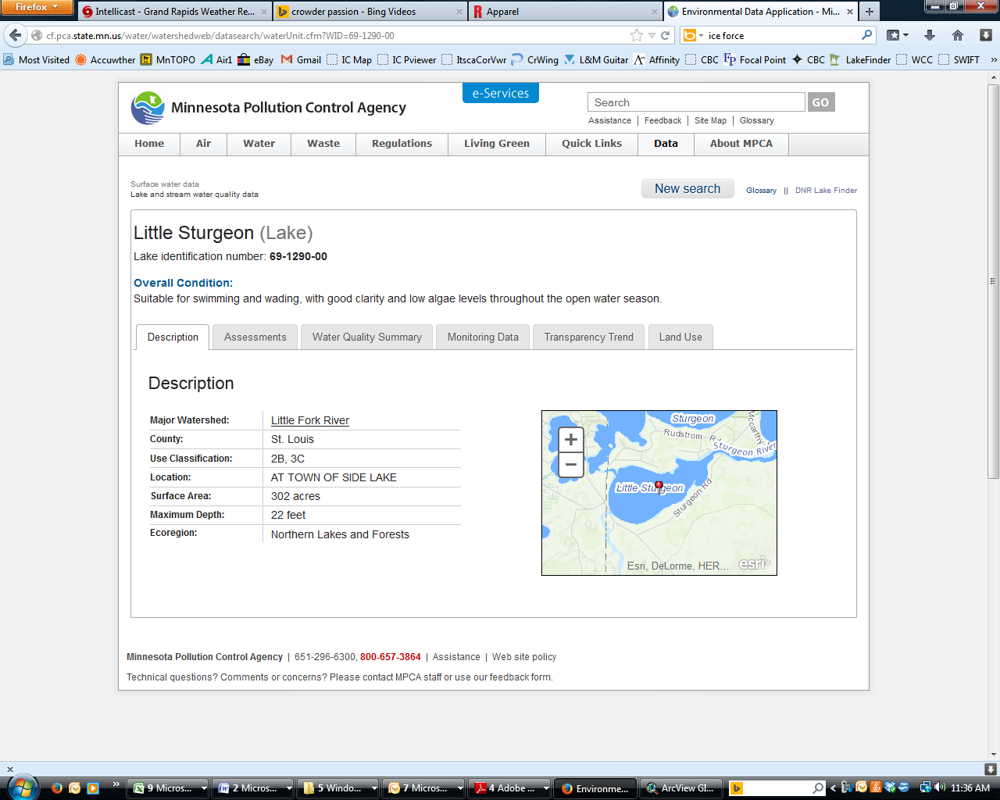 Firefox
Intellicast - Grand Rapids Weather Re...
crowder passion - Bing Videos
Apparel
Environmental Data Application - Mi...
cf.pca.state.mn.us/water/watershedweb/datasearch/waterUnit.cfm?WID=69-1290-00
ice force
Most Visited Accuwther MnTOPO Air1 eBay Gmail IC Map IC Pviewer ItscaCorVwr CrWing L&M Guitar Affinity CBC Focal Point CBC LakeFinder WCC SWIFT »
Minnesota Pollution Control Agency
e-Services
Search
GO
Assistance | Feedback | Site Map | Glossary
Home Air Water Waste Regulations Living Green Quick Links Data About MPCA
Surface water data
Lake and stream water quality data
New search Glossary || DNR Lake Finder
Little Sturgeon (Lake)
Lake identification number: 69-1290-00
Overall Condition:
Suitable for swimming and wading, with good clarity and low algae levels throughout the open water season.
Description Assessments Water Quality Summary Monitoring Data Transparency Trend Land Use
Description
Major Watershed: Little Fork River
County: St. Louis
Use Classification: 2B, 3C
Location: AT TOWN OF SIDE LAKE
Surface Area: 302 acres
Maximum Depth: 22 feet
Ecoregion: Northern Lakes and Forests
+
−
Sturgeon
Rudstrom Rd
Mccarthy
Sturgeon River
Little Sturgeon
Sturgeon Rd
Esri, DeLorme, HER...
esri
Minnesota Pollution Control Agency | 651-296-6300, 800-657-3864 | Assistance | Web site policy
Technical questions? Comments or concerns? Please contact MPCA staff or use our feedback form.
9 Micros... 2 Micros... 5 Windo... 7 Micros... 4 Adobe ... Environme... ArcView GI... 11:36 AM